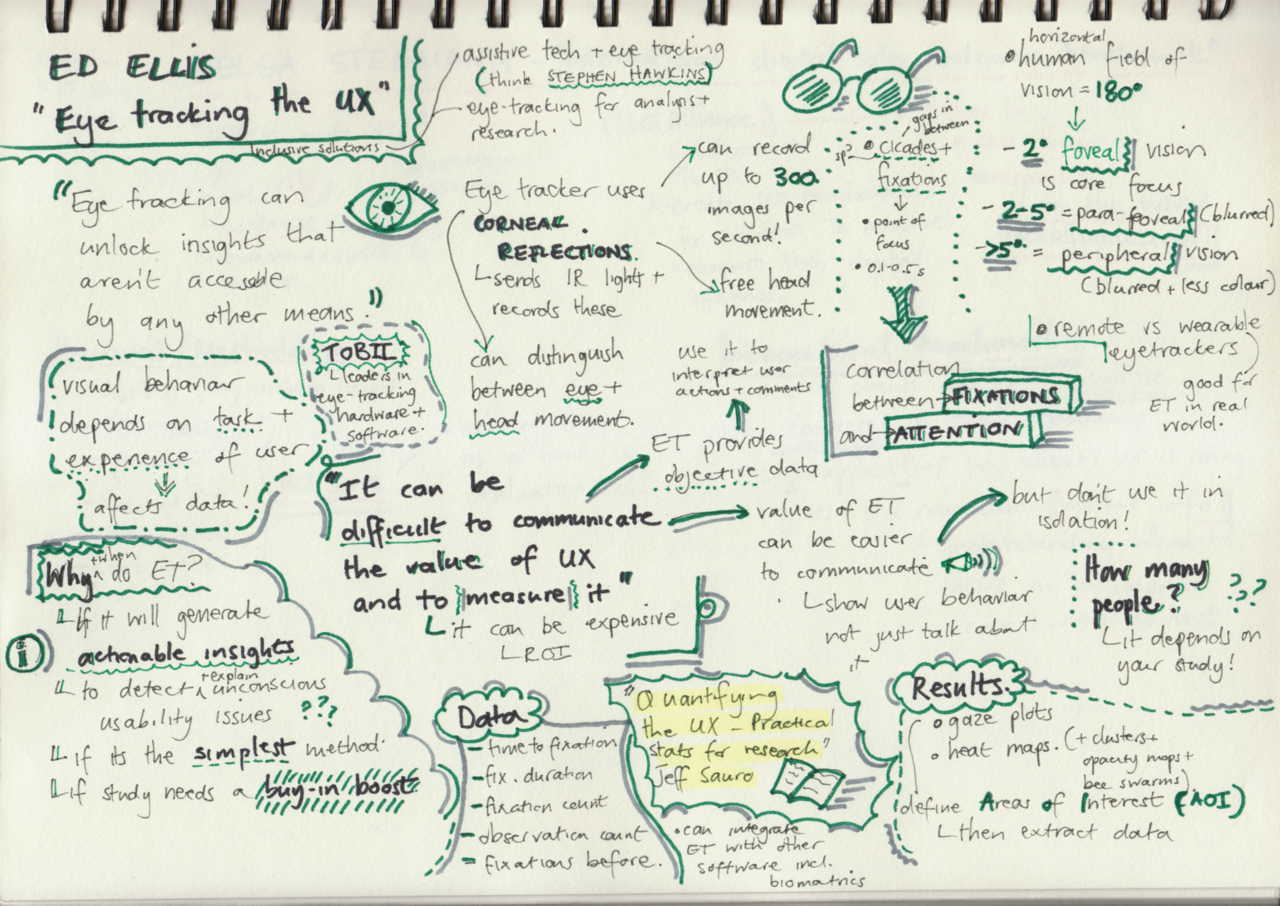 ED ELLIS
"Eye tracking the UX"
Inclusive solutions
assistive tech + eye tracking
(think STEPHEN HAWKINS)
eye-tracking for analysis +
research.
"Eye tracking can
unlock insights that
aren't accessible
by any other means."
visual behaviour
depends on task +
experience of user
affects data!
TOBII
leaders in
eye-tracking
hardware +
software.
Eye tracker uses
CORNEAL
REFLECTIONS.
sends IR lights +
records these
can distinguish
between eye +
head movement.
can record
up to 300
images per
second!
free head
movement.
gaps in
between
sp?
cicades +
fixations
point of
focus
0.1-0.5s
correlation
between FIXATIONS
and ATTENTION
horizontal
human field of
vision = 180°
- 2° foveal vision
is core focus
- 2-5° = para-foveal (blurred)
- >5° = peripheral vision
(blurred + less colour)
remote vs wearable
eyetrackers
good for
ET in real
world.
"It can be
difficult to communicate
the value of UX
and to measure it"
it can be expensive
ROI
use it to
interpret user
actions + comments
ET provides
objective data
value of ET
can be easier
to communicate
show user behaviar
not just talk about
it
but don't use it in
isolation!
How many
people? ???
it depends on
your study!
+ when
Why do ET?
If it will generate
i
actionable insights
+ explain
to detect unconscious
usability issues ???
if its the simplest method.
if study needs a buy-in boost.
Data
- time to fixation
- fix. duration
- fixation count
- observation count
- fixations before.
"Quantifying
the UX - Practical
stats for research"
Jeff Sauro
can integrate
ET with other
software incl.
biomatrics
Results.
gaze plots
heat maps. (+ clusters +
opacity maps +
bee swarms)
define Areas of Interest (AOI)
then extract data